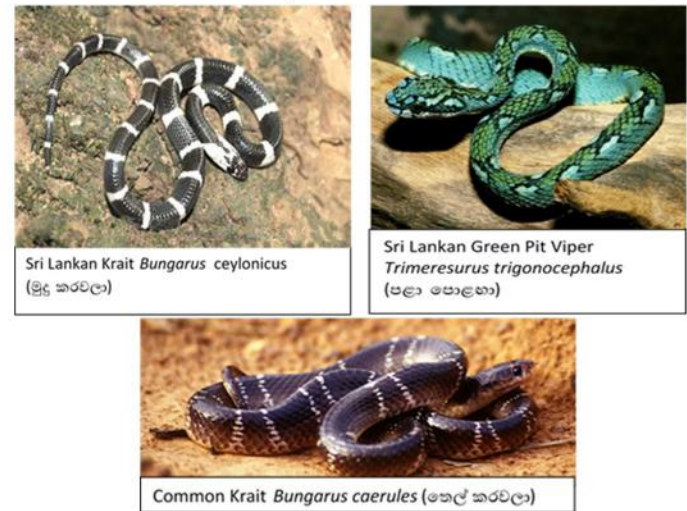 Sri Lankan Krait Bungarus ceylonicus
(මුදු කරවලා)
Sri Lankan Green Pit Viper
Trimeresurus trigonocephalus
(පළා පොළඟා)
Common Krait Bungarus caerules (තෙල් කරවලා)